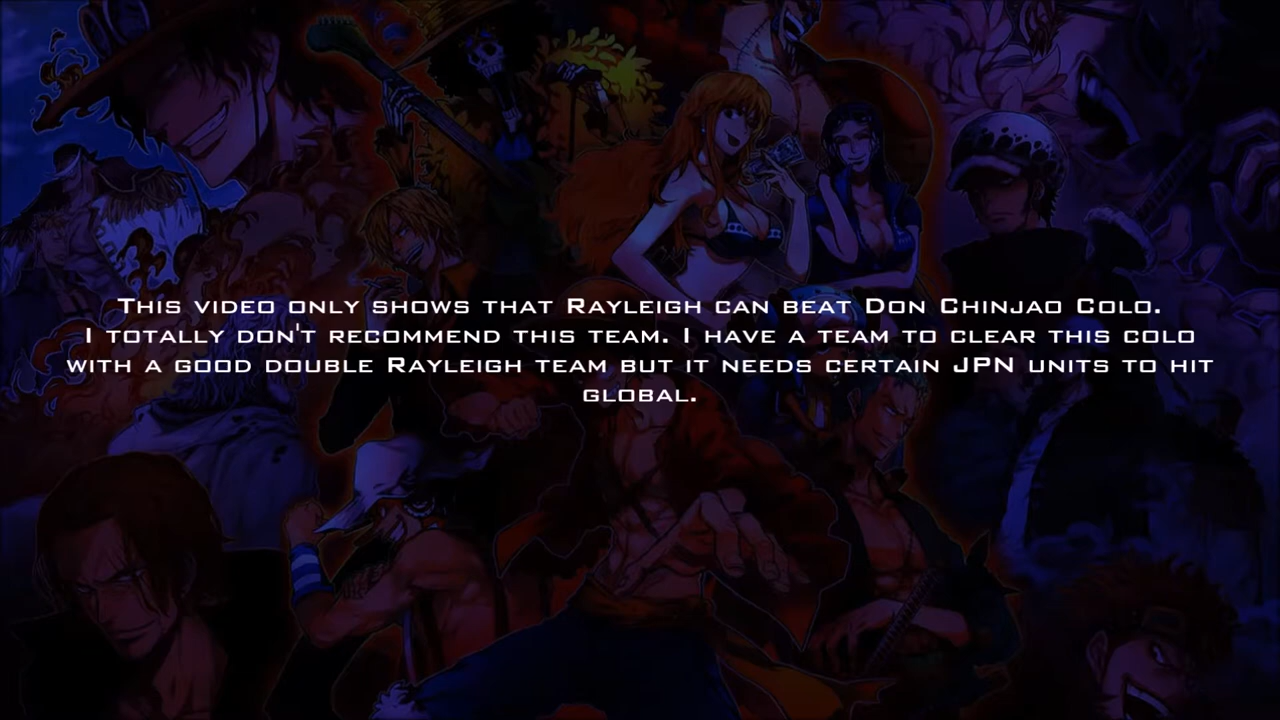 This video only shows that Rayleigh can beat Don Chinjao Colo.
I totally don't recommend this team. I have a team to clear this colo
with a good double Rayleigh team but it needs certain JPN units to hit
global.